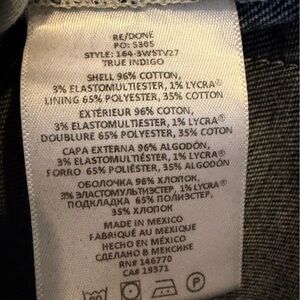 RE/DONE
PO: 5305
STYLE: 164-3WSTV27
TRUE INDIGO
SHELL 96% COTTON,
3% ELASTOMULTIESTER, 1% LYCRA®
LINING 65% POLYESTER, 35% COTTON
EXTÉRIEUR 96% COTON,
3% ELASTOMULTIESTER, 1% LYCRA®
DOUBLURE 65% POLYESTER, 35% COTON
CAPA EXTERNA 96% ALGODÓN,
3% ELASTOMULTIÉSTER, 1% LYCRA®
FORRO 65% POLIÉSTER, 35% ALGODÓN
ОБОЛОЧКА 96% ХЛОПОК,
3% ЭЛАСТОМУЛЬТИЭСТЕР, 1% LYCRA®
ПОДКЛАДКА 65% ПОЛИЭСТЕР,
35% ХЛОПОК
MADE IN MEXICO
FABRIQUÉ AU MEXIQUE
HECHO EN MÉXICO
СДЕЛАНО В МЕКСИКЕ
RN# 146770
CA# 19371